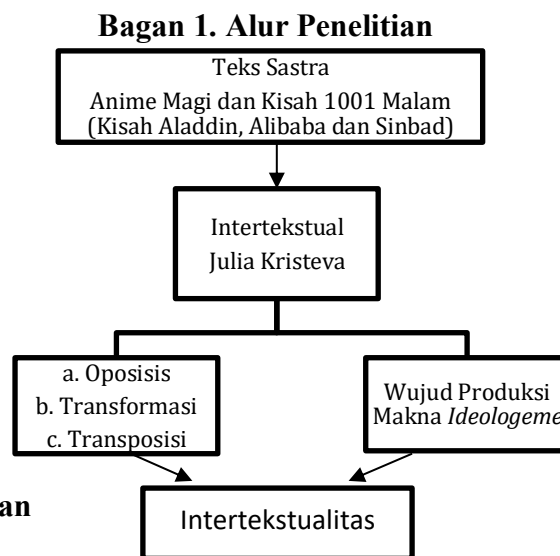 Bagan 1. Alur Penelitian
Teks Sastra
Anime Magi dan Kisah 1001 Malam
(Kisah Aladdin, Alibaba dan Sinbad)
Intertekstual
Julia Kristeva
a. Oposisis
b. Transformasi
c. Transposisi
Wujud Produksi
Makna Ideologeme
an
Intertekstualitas